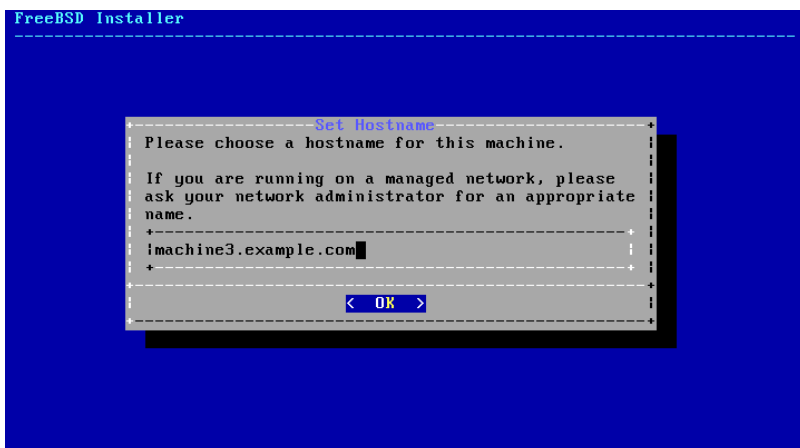 FreeBSD Installer
Set Hostname
Please choose a hostname for this machine.
If you are running on a managed network, please
ask your network administrator for an appropriate
name.
machine3.example.com
< OK >